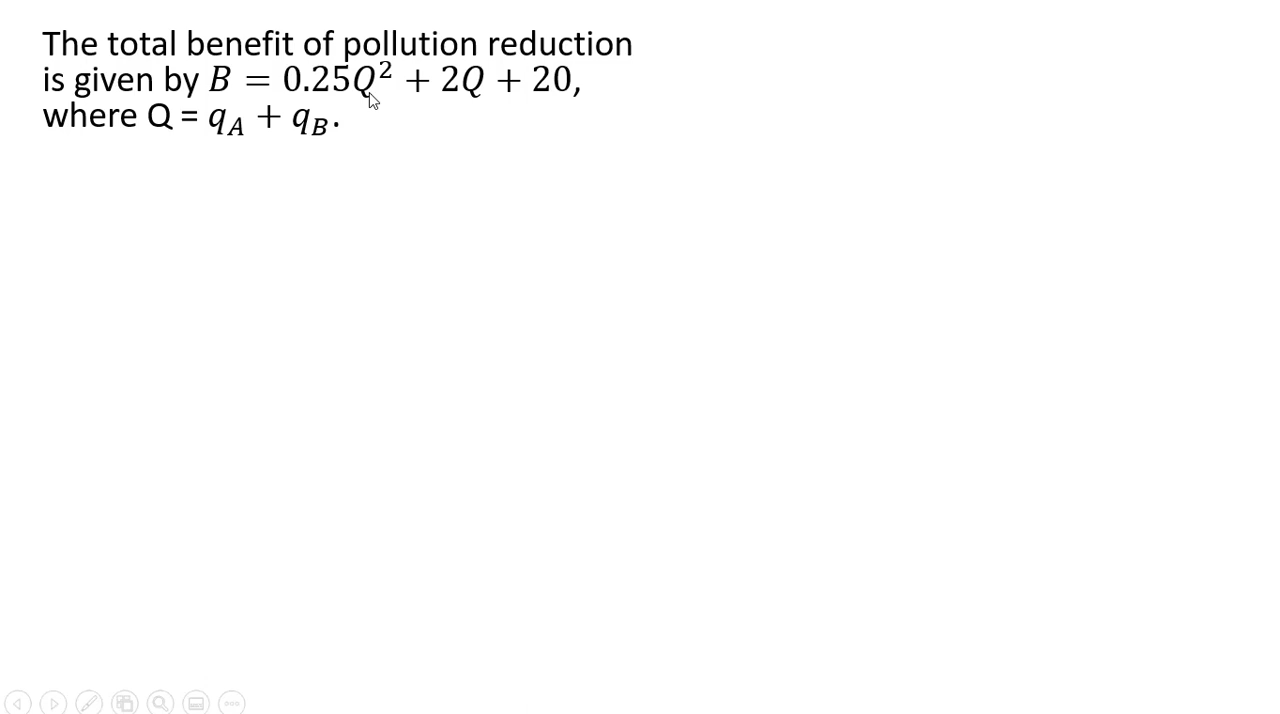 The total benefit of pollution reduction
is given by 𝐵 = 0.25𝑄² + 2𝑄 + 20,
where Q = 𝑞_𝐴 + 𝑞_𝐵.